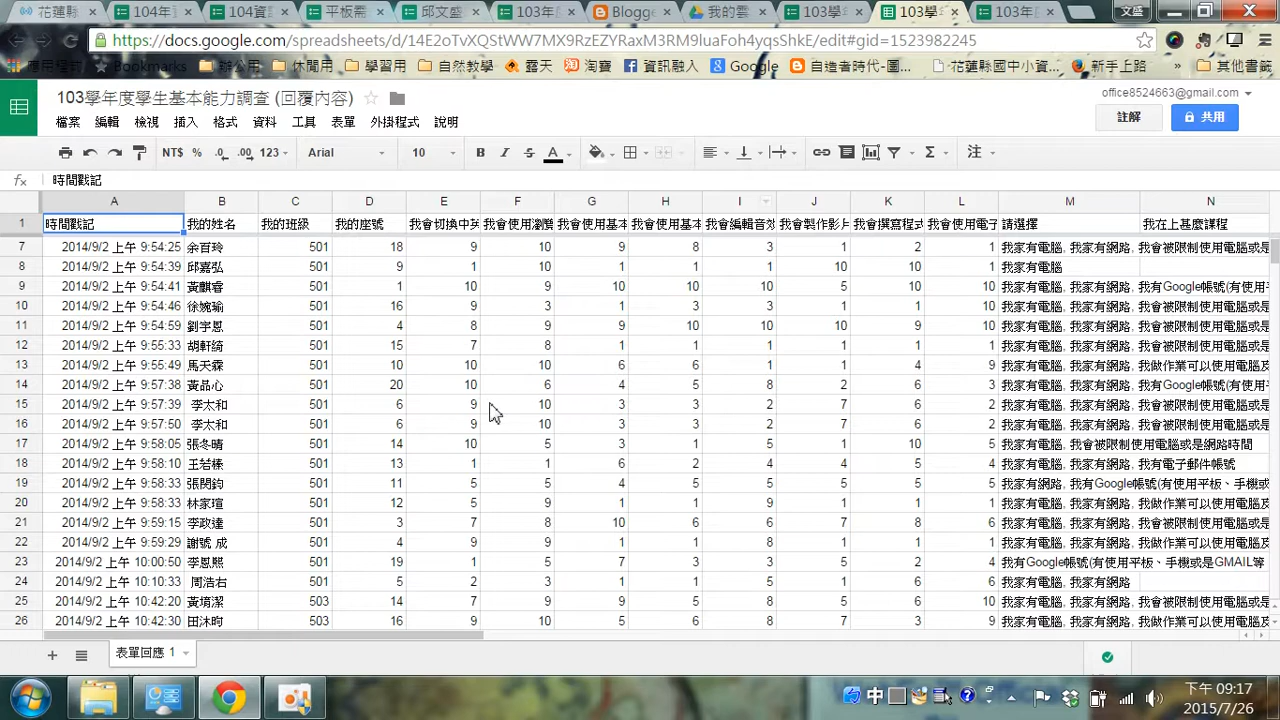 花蓮縣
104年
104資
平板需
邱文盛
103年
Blogg
我的雲
103學
103學
103年
文盛
https://docs.google.com/spreadsheets/d/14E2oTvXQStWVTMX9RzEZYRaxM3RM9luaFoh4yqsShkE/edit#gid=1523982245
應用程式 Bookmarks 辦公用 休閒用 學習用 自然教學 露天 淘寶 資訊融入 Google 自造者時代-圖... 花蓮縣國中小資... 新手上路 » 其他書籤
103學年度學生基本能力調查 (回覆內容)
office8524663@gmail.com
檔案 編輯 檢視 插入 格式 資料 工具 表單 外掛程式 說明
註解 共用
NT$ % .0 .00 123 Arial 10 B I S A Σ 注
fx 時間戳記
A B C D E F G H I J K L M N
1 時間戳記 我的姓名 我的班級 我的座號 我會切換中英 我會使用瀏覽 我會使用基本 我會使用基本 我會編輯音效 我會製作影片 我會撰寫程式 我會使用電子 請選擇 我在上甚麼課程
7 2014/9/2 上午 9:54:25 余百玲 501 18 9 10 9 8 3 1 2 1 我家有電腦, 我家有網路, 我會被限制使用電腦或是
8 2014/9/2 上午 9:54:39 邱嘉弘 501 9 1 10 1 1 1 10 10 1 我家有電腦
9 2014/9/2 上午 9:54:41 黃麒睿 501 1 10 9 10 10 10 5 10 10 我家有電腦, 我家有網路, 我有Google帳號(有使用平
10 2014/9/2 上午 9:54:46 徐婉瑜 501 16 9 3 1 3 3 1 1 10 我家有電腦, 我家有網路, 我會被限制使用電腦或是
11 2014/9/2 上午 9:54:59 劉宇恩 501 4 8 9 9 10 10 10 9 10 我家有電腦, 我家有網路, 我會被限制使用電腦或是
12 2014/9/2 上午 9:55:33 胡軒綺 501 15 7 8 1 1 1 1 1 1 我家有電腦, 我家有網路, 我會被限制使用電腦或是
13 2014/9/2 上午 9:55:49 馬天霖 501 10 10 10 6 6 1 1 4 9 我家有電腦, 我家有網路, 我做作業可以使用電腦及
14 2014/9/2 上午 9:57:38 黃品心 501 20 10 6 4 5 8 2 6 3 我家有電腦, 我家有網路, 我有Google帳號(有使用平
15 2014/9/2 上午 9:57:39 李太和 501 6 9 10 3 3 2 7 6 2 我家有電腦, 我家有網路, 我會被限制使用電腦或是
16 2014/9/2 上午 9:57:50 李太和 501 6 9 10 3 3 2 7 6 2 我家有電腦, 我家有網路, 我會被限制使用電腦或是
17 2014/9/2 上午 9:58:05 張冬晴 501 14 10 5 3 1 5 1 10 5 我家有電腦, 我會被限制使用電腦或是網路時間
18 2014/9/2 上午 9:58:10 王若榛 501 13 1 1 6 2 4 4 5 4 我家有電腦, 我家有網路, 我有電子郵件帳號
19 2014/9/2 上午 9:58:33 張閔鈞 501 11 5 5 4 5 5 5 5 5 我家有網路, 我有Google帳號(有使用平板、手機或
20 2014/9/2 上午 9:58:33 林家瑄 501 12 5 9 1 1 9 1 1 1 我家有電腦, 我家有網路, 我做作業可以使用電腦及
21 2014/9/2 上午 9:59:15 李政達 501 3 7 8 10 6 6 7 8 6 我家有電腦, 我家有網路, 我會被限制使用電腦或是
22 2014/9/2 上午 9:59:29 謝號 成 501 4 9 9 1 1 8 1 1 1 我家有電腦, 我家有網路, 我做作業可以使用電腦及
23 2014/9/2 上午 10:00:50 李恩熙 501 19 1 5 7 3 3 5 2 4 我有Google帳號(有使用平板、手機或是GMAIL等
24 2014/9/2 上午 10:10:33 周浩右 501 5 2 3 1 1 5 1 6 6 我家有電腦, 我家有網路
25 2014/9/2 上午 10:42:20 黃堉潔 503 14 7 9 9 5 8 5 6 10 我家有電腦, 我家有網路, 我會被限制使用電腦或是
26 2014/9/2 上午 10:42:30 田沐昫 503 16 9 10 5 6 8 7 3 9 我家有電腦, 我家有網路, 我做作業可以使用電腦及
表單回應 1
中
下午 09:17
2015/7/26